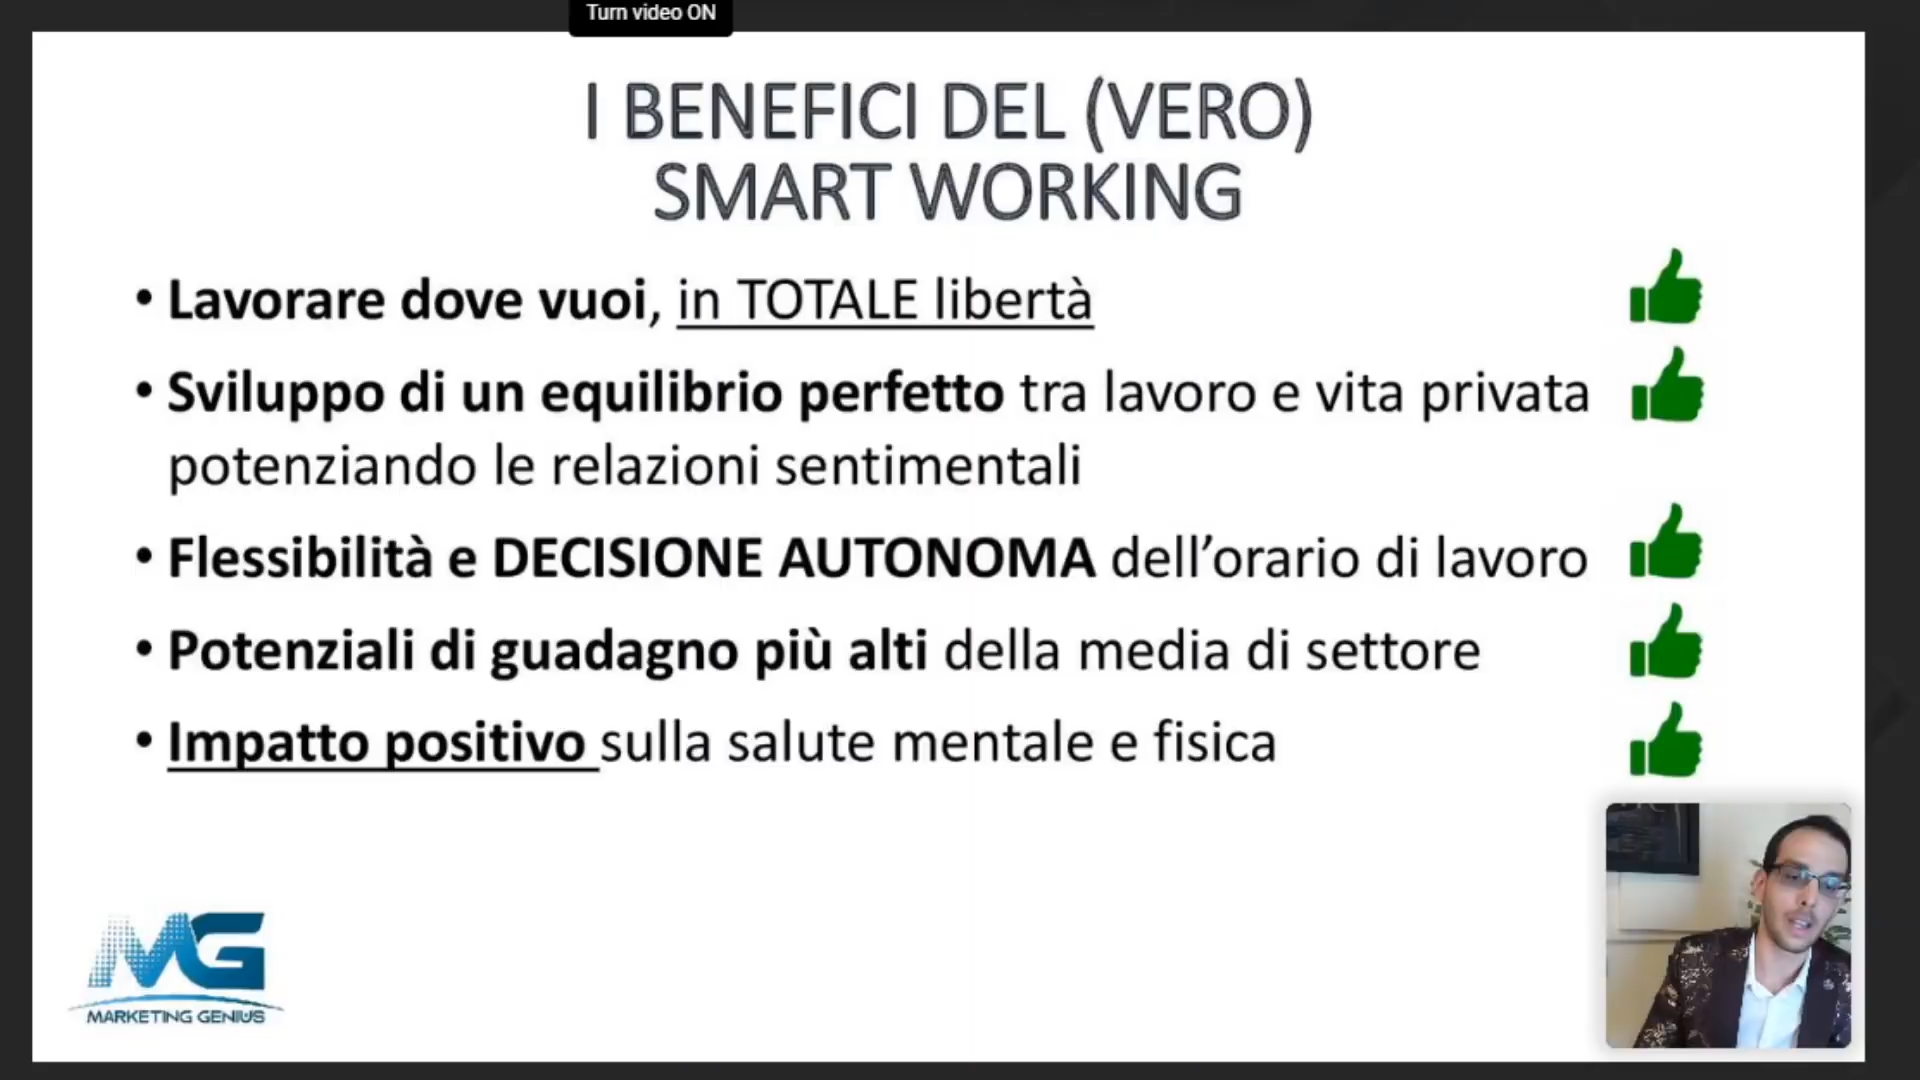 Turn video ON
I BENEFICI DEL (VERO)
SMART WORKING
• Lavorare dove vuoi, in TOTALE libertà
• Sviluppo di un equilibrio perfetto tra lavoro e vita privata
potenziando le relazioni sentimentali
• Flessibilità e DECISIONE AUTONOMA dell’orario di lavoro
• Potenziali di guadagno più alti della media di settore
• Impatto positivo sulla salute mentale e fisica
MG
MARKETING GENIUS